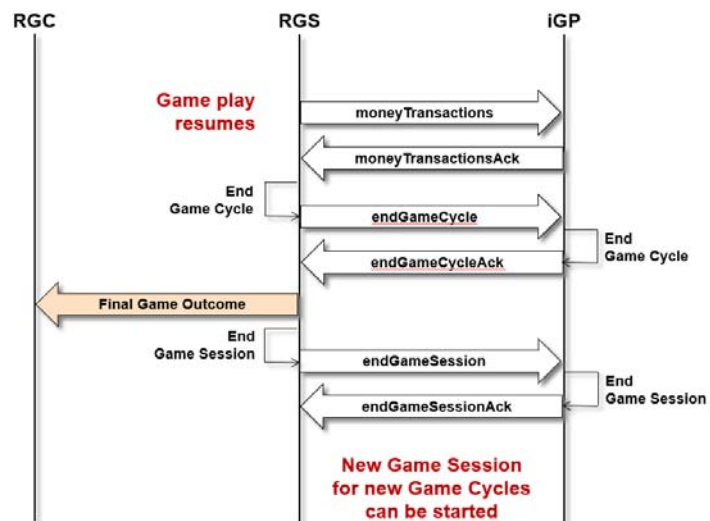 RGC
RGS
iGP
Game play
resumes
moneyTransactions
moneyTransactionsAck
End
Game Cycle
endGameCycle
End
Game Cycle
endGameCycleAck
Final Game Outcome
End
Game Session
endGameSession
End
Game Session
endGameSessionAck
New Game Session
for new Game Cycles
can be started